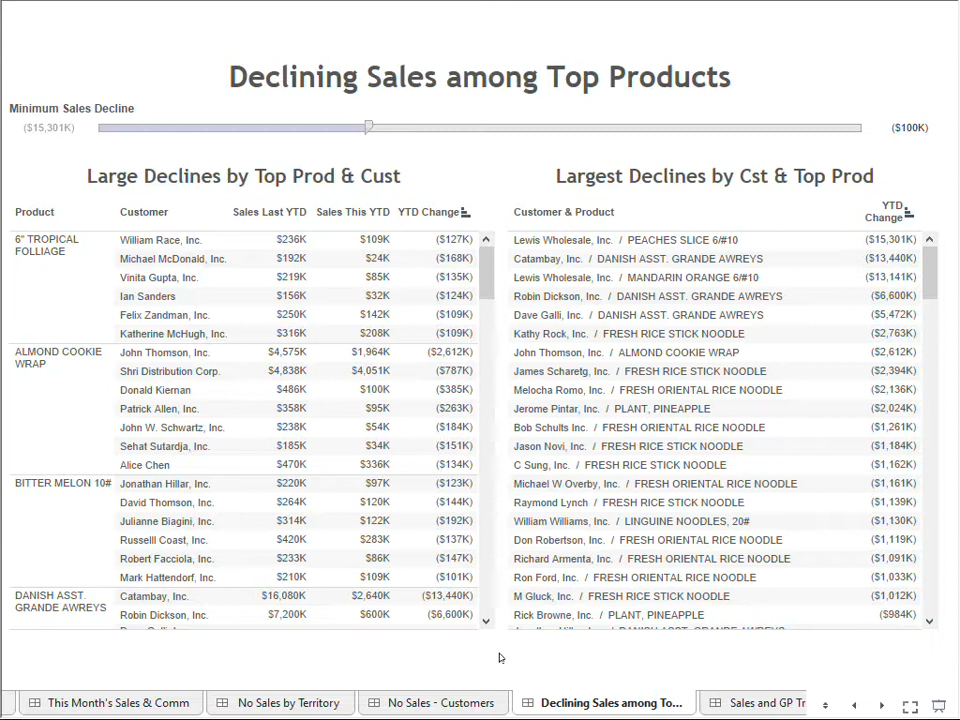 Declining Sales among Top Products
Minimum Sales Decline
($15,301K) ($100K)
Large Declines by Top Prod & Cust
Product Customer Sales Last YTD Sales This YTD YTD Change
6" TROPICAL FOLLIAGE William Race, Inc. $236K $109K ($127K)
Michael McDonald, Inc. $192K $24K ($168K)
Vinita Gupta, Inc. $219K $85K ($135K)
Ian Sanders $156K $32K ($124K)
Felix Zandman, Inc. $250K $142K ($109K)
Katherine McHugh, Inc. $316K $208K ($109K)
ALMOND COOKIE WRAP John Thomson, Inc. $4,575K $1,964K ($2,612K)
Shri Distribution Corp. $4,838K $4,051K ($787K)
Donald Kiernan $486K $100K ($385K)
Patrick Allen, Inc. $358K $95K ($263K)
John W. Schwartz, Inc. $238K $54K ($184K)
Sehat Sutardja, Inc. $185K $34K ($151K)
Alice Chen $470K $336K ($134K)
BITTER MELON 10# Jonathan Hillar, Inc. $220K $97K ($123K)
David Thomson, Inc. $264K $120K ($144K)
Julianne Biagini, Inc. $314K $122K ($192K)
Russelll Coast, Inc. $420K $283K ($137K)
Robert Facciola, Inc. $233K $86K ($147K)
Mark Hattendorf, Inc. $210K $109K ($101K)
DANISH ASST. GRANDE AWREYS Catambay, Inc. $16,080K $2,640K ($13,440K)
Robin Dickson, Inc. $7,200K $600K ($6,600K)
Largest Declines by Cst & Top Prod
Customer & Product YTD Change
Lewis Wholesale, Inc. / PEACHES SLICE 6/#10 ($15,301K)
Catambay, Inc. / DANISH ASST. GRANDE AWREYS ($13,440K)
Lewis Wholesale, Inc. / MANDARIN ORANGE 6/#10 ($13,141K)
Robin Dickson, Inc. / DANISH ASST. GRANDE AWREYS ($6,600K)
Dave Galli, Inc. / DANISH ASST. GRANDE AWREYS ($5,472K)
Kathy Rock, Inc. / FRESH RICE STICK NOODLE ($2,763K)
John Thomson, Inc. / ALMOND COOKIE WRAP ($2,612K)
James Scharetg, Inc. / FRESH RICE STICK NOODLE ($2,394K)
Melocha Romo, Inc. / FRESH ORIENTAL RICE NOODLE ($2,136K)
Jerome Pintar, Inc. / PLANT, PINEAPPLE ($2,024K)
Bob Schults Inc. / FRESH ORIENTAL RICE NOODLE ($1,261K)
Jason Novi, Inc. / FRESH RICE STICK NOODLE ($1,184K)
C Sung, Inc. / FRESH RICE STICK NOODLE ($1,162K)
Michael W Overby, Inc. / FRESH ORIENTAL RICE NOODLE ($1,161K)
Raymond Lynch / FRESH RICE STICK NOODLE ($1,139K)
William Williams, Inc. / LINGUINE NOODLES, 20# ($1,130K)
Don Robertson, Inc. / FRESH ORIENTAL RICE NOODLE ($1,119K)
Richard Armenta, Inc. / FRESH ORIENTAL RICE NOODLE ($1,091K)
Ron Ford, Inc. / FRESH ORIENTAL RICE NOODLE ($1,033K)
M Gluck, Inc. / FRESH RICE STICK NOODLE ($1,012K)
Rick Browne, Inc. / PLANT, PINEAPPLE ($984K)
This Month's Sales & Comm No Sales by Territory No Sales - Customers Declining Sales among To... Sales and GP Tr